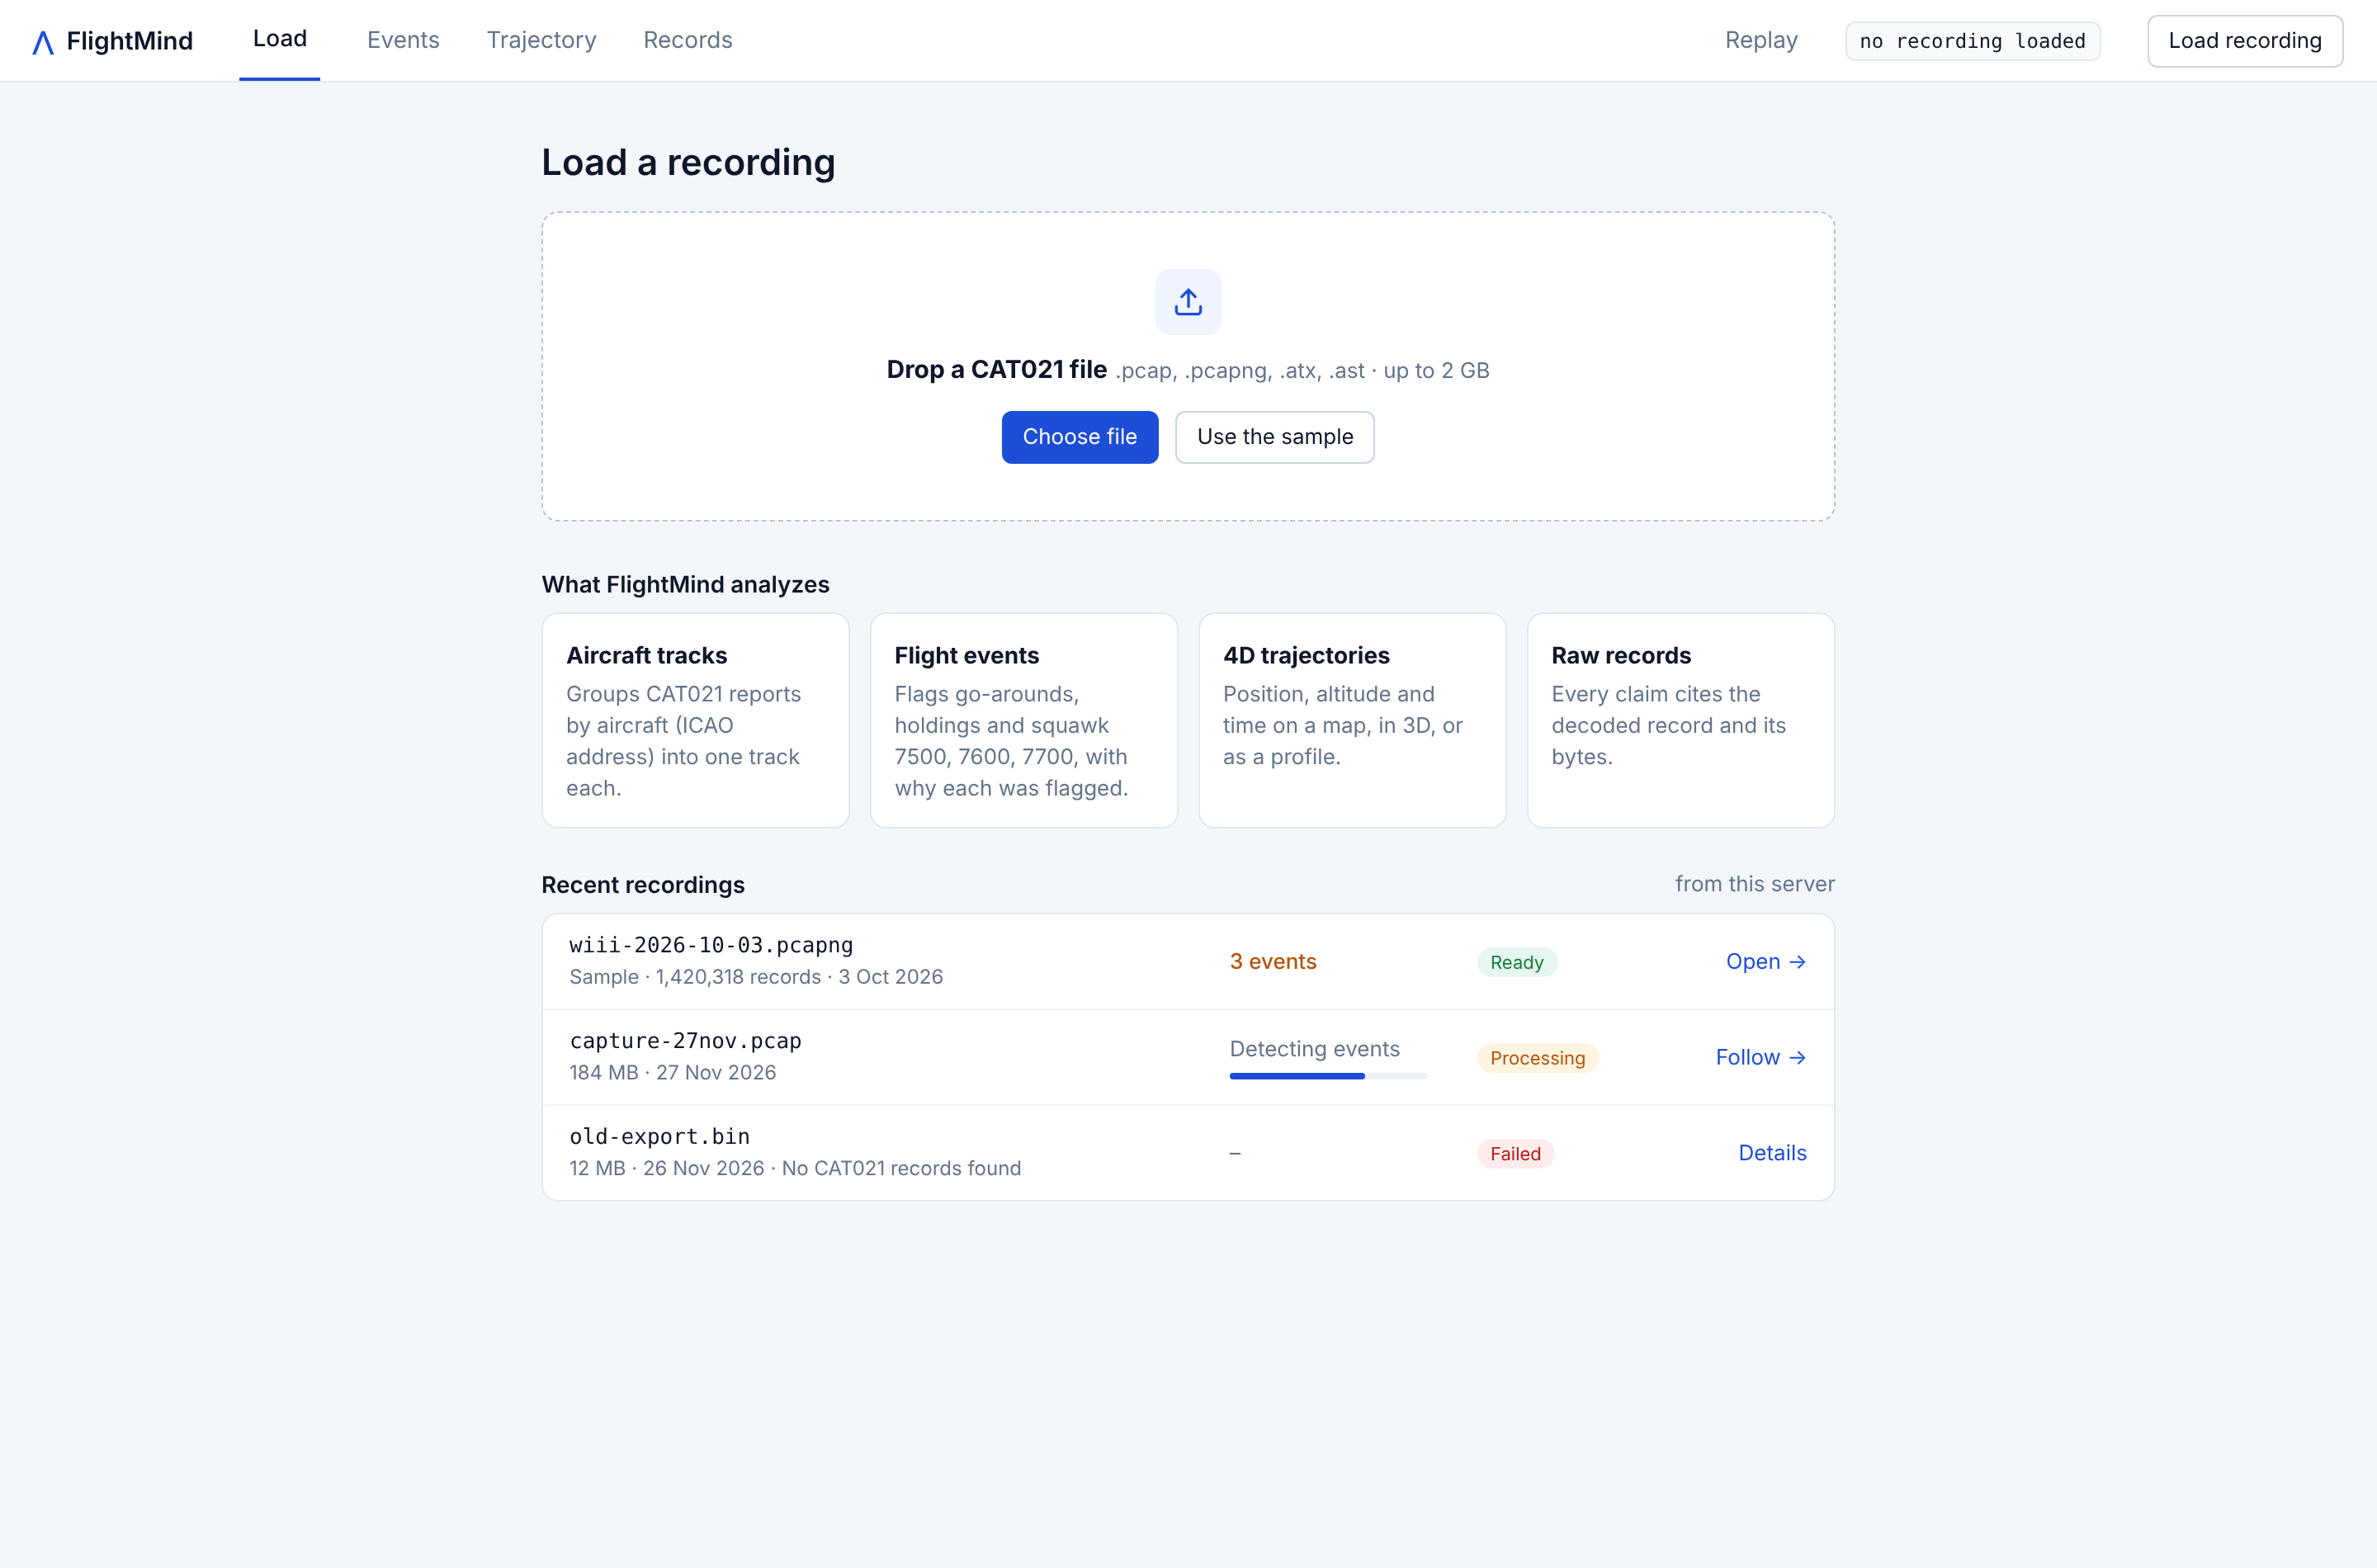 FlightMind
Load
Events
Trajectory
Records
Replay
no recording loaded
Load recording
Load a recording
Drop a CAT021 file .pcap, .pcapng, .atx, .ast · up to 2 GB
Choose file
Use the sample
What FlightMind analyzes
Aircraft tracks
Groups CAT021 reports
by aircraft (ICAO
address) into one track
each.
Flight events
Flags go-arounds,
holdings and squawk
7500, 7600, 7700, with
why each was flagged.
4D trajectories
Position, altitude and
time on a map, in 3D, or
as a profile.
Raw records
Every claim cites the
decoded record and its
bytes.
Recent recordings
from this server
wiii-2026-10-03.pcapng
Sample · 1,420,318 records · 3 Oct 2026
3 events
Ready
Open →
capture-27nov.pcap
184 MB · 27 Nov 2026
Detecting events
Processing
Follow →
old-export.bin
12 MB · 26 Nov 2026 · No CAT021 records found
–
Failed
Details